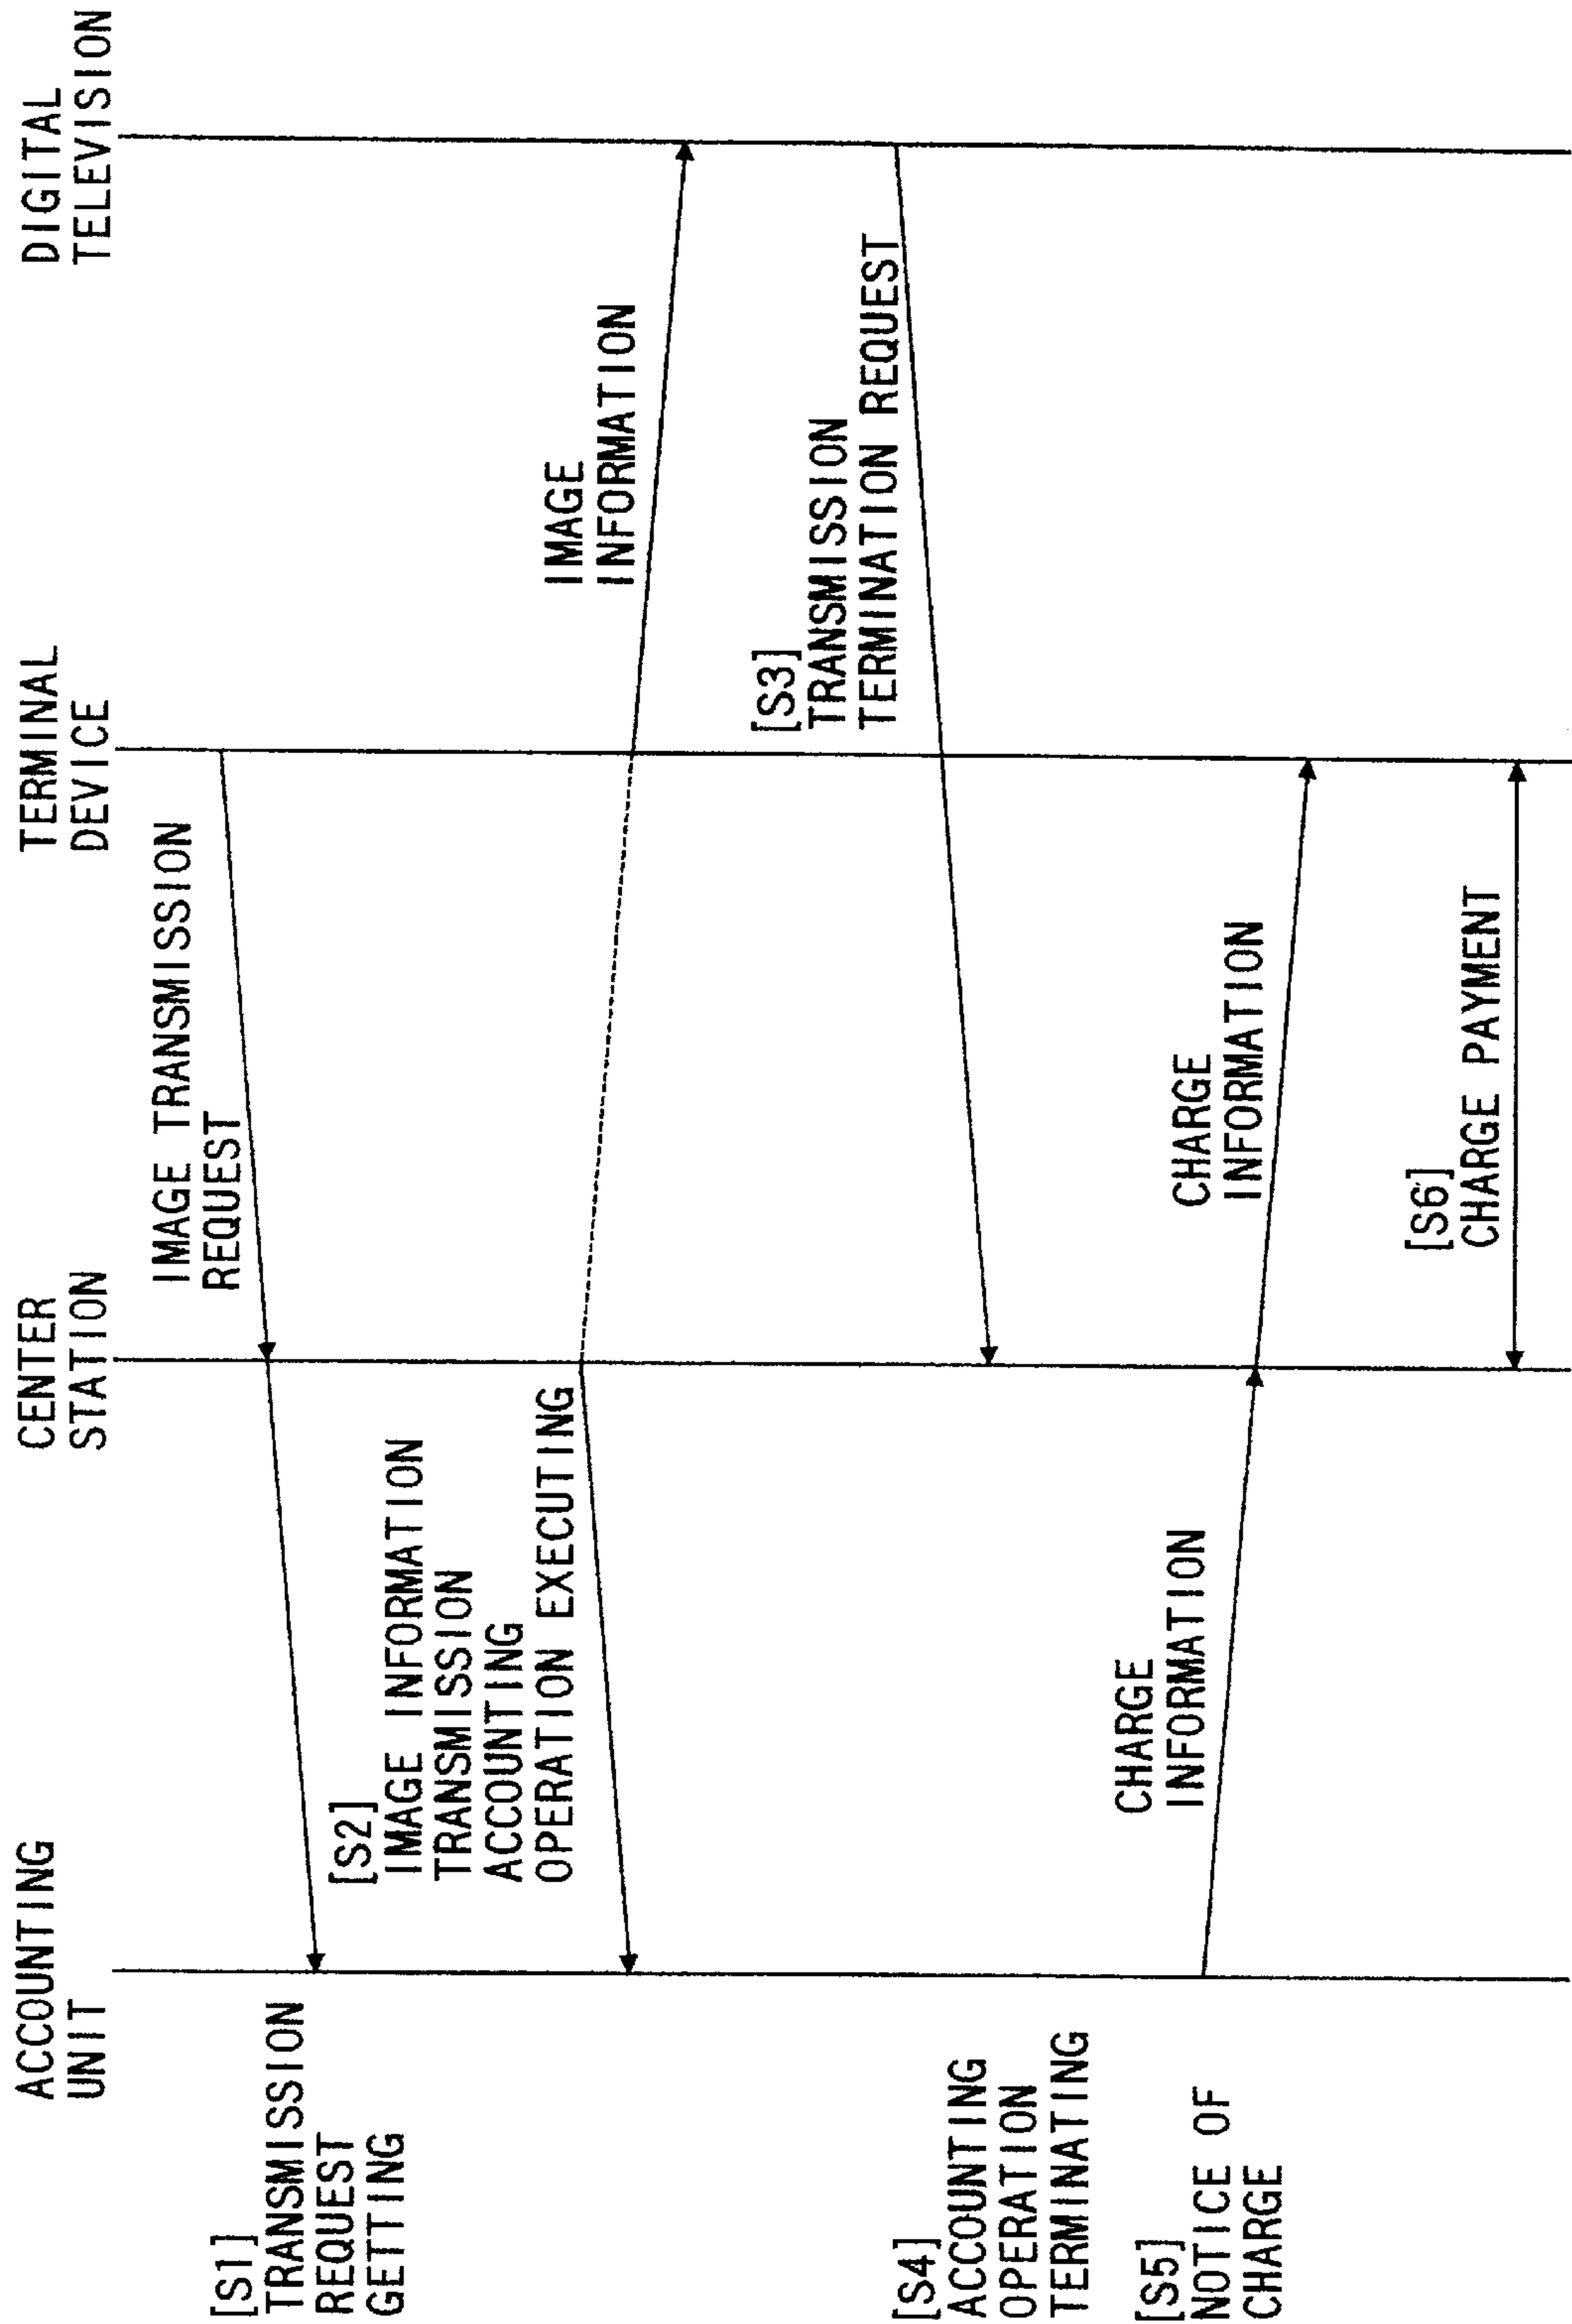 ACCOUNTING
UNIT
CENTER
STATION
TERMINAL
DEVICE
DIGITAL
TELEVISION
[S1]
TRANSMISSION
REQUEST
GETTING
IMAGE TRANSMISSION
REQUEST
[S2]
IMAGE INFORMATION
TRANSMISSION
ACCOUNTING
OPERATION EXECUTING
IMAGE
INFORMATION
[S3]
TRANSMISSION
TERMINATION REQUEST
[S4]
ACCOUNTING
OPERATION
TERMINATING
[S5]
NOTICE OF
CHARGE
CHARGE
INFORMATION
CHARGE
INFORMATION
[S6]
CHARGE PAYMENT